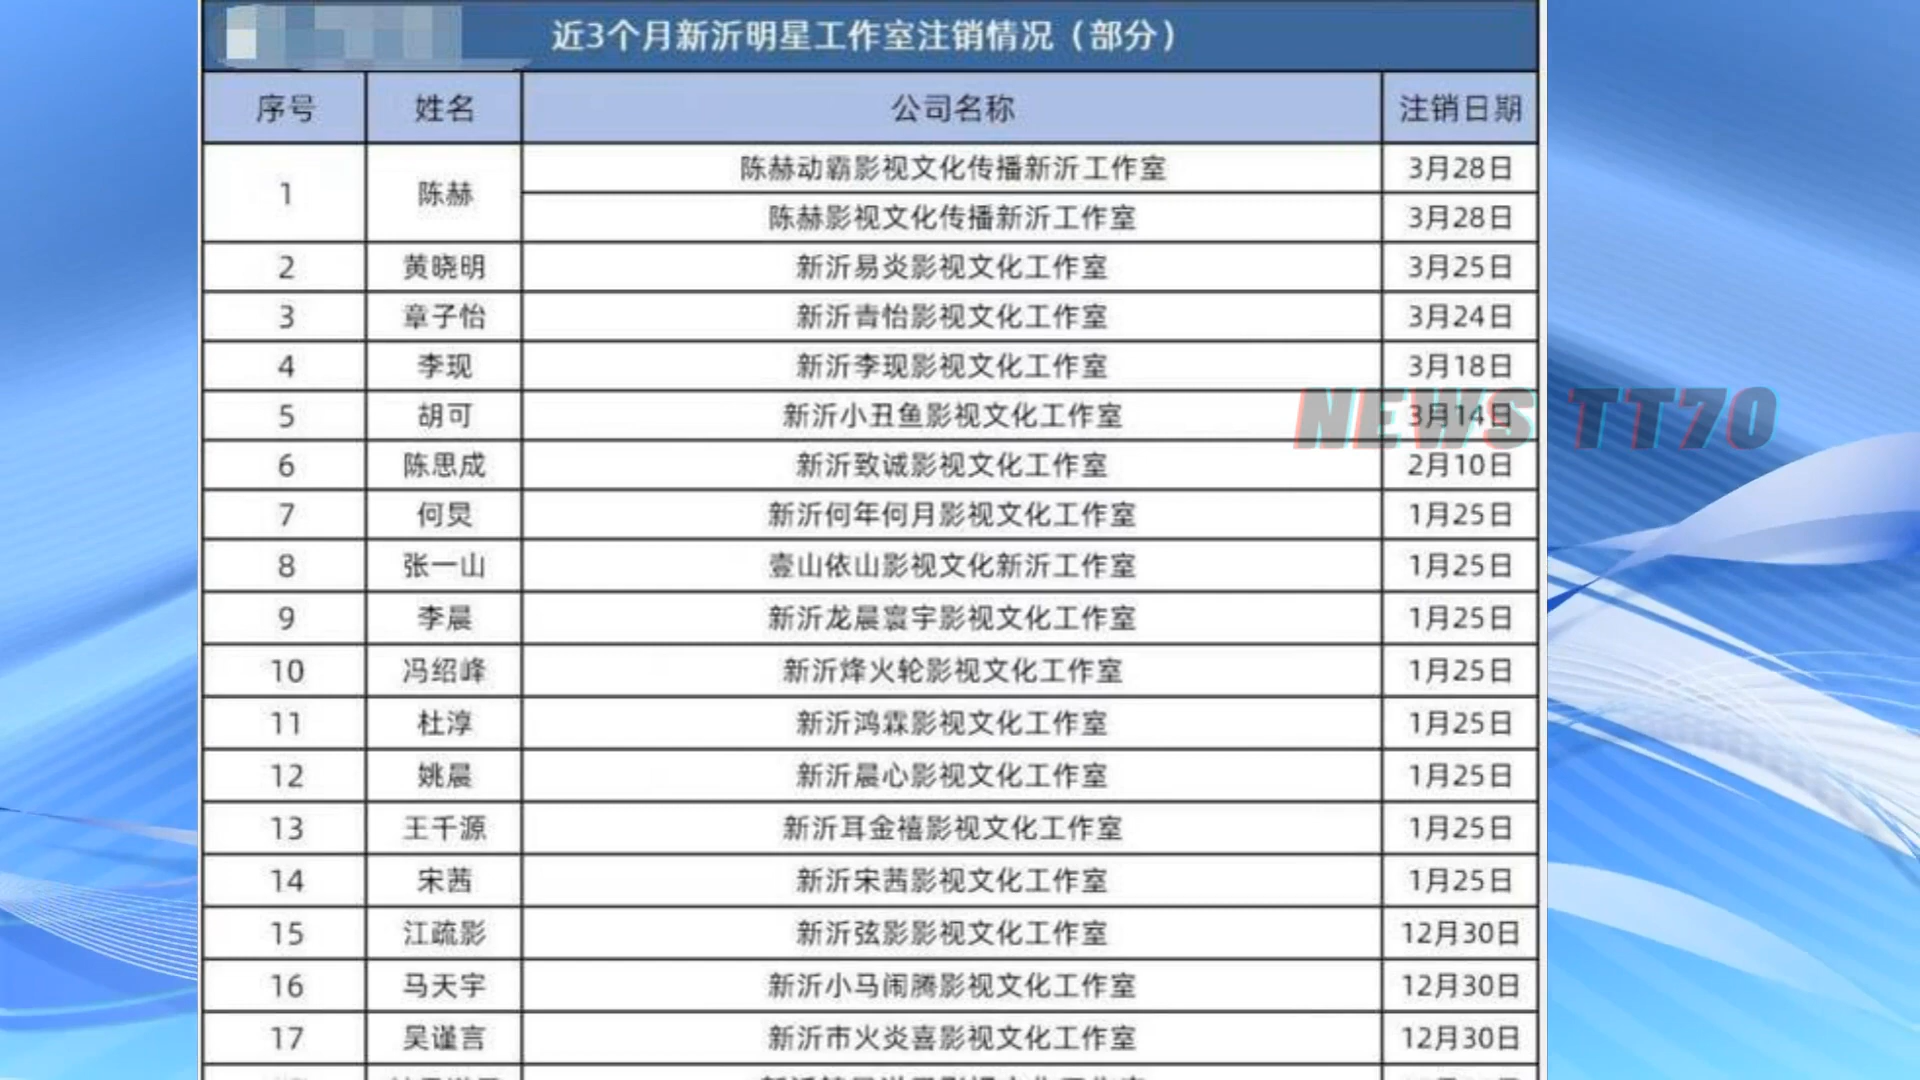 近3个月新沂明星工作室注销情况（部分）
序号 姓名 公司名称 注销日期
1 陈赫 陈赫动霸影视文化传播新沂工作室 3月28日
陈赫影视文化传播新沂工作室 3月28日
2 黄晓明 新沂易炎影视文化工作室 3月25日
3 章子怡 新沂青怡影视文化工作室 3月24日
4 李现 新沂李现影视文化工作室 3月18日
5 胡可 新沂小丑鱼影视文化工作室 3月14日
NEWS TT70
6 陈思成 新沂致诚影视文化工作室 2月10日
7 何炅 新沂何年何月影视文化工作室 1月25日
8 张一山 壹山依山影视文化新沂工作室 1月25日
9 李晨 新沂龙晨寰宇影视文化工作室 1月25日
10 冯绍峰 新沂烽火轮影视文化工作室 1月25日
11 杜淳 新沂鸿霖影视文化工作室 1月25日
12 姚晨 新沂晨心影视文化工作室 1月25日
13 王千源 新沂耳金禧影视文化工作室 1月25日
14 宋茜 新沂宋茜影视文化工作室 1月25日
15 江疏影 新沂弦影影视文化工作室 12月30日
16 马天宇 新沂小马闹腾影视文化工作室 12月30日
17 吴谨言 新沂市火炎喜影视文化工作室 12月30日